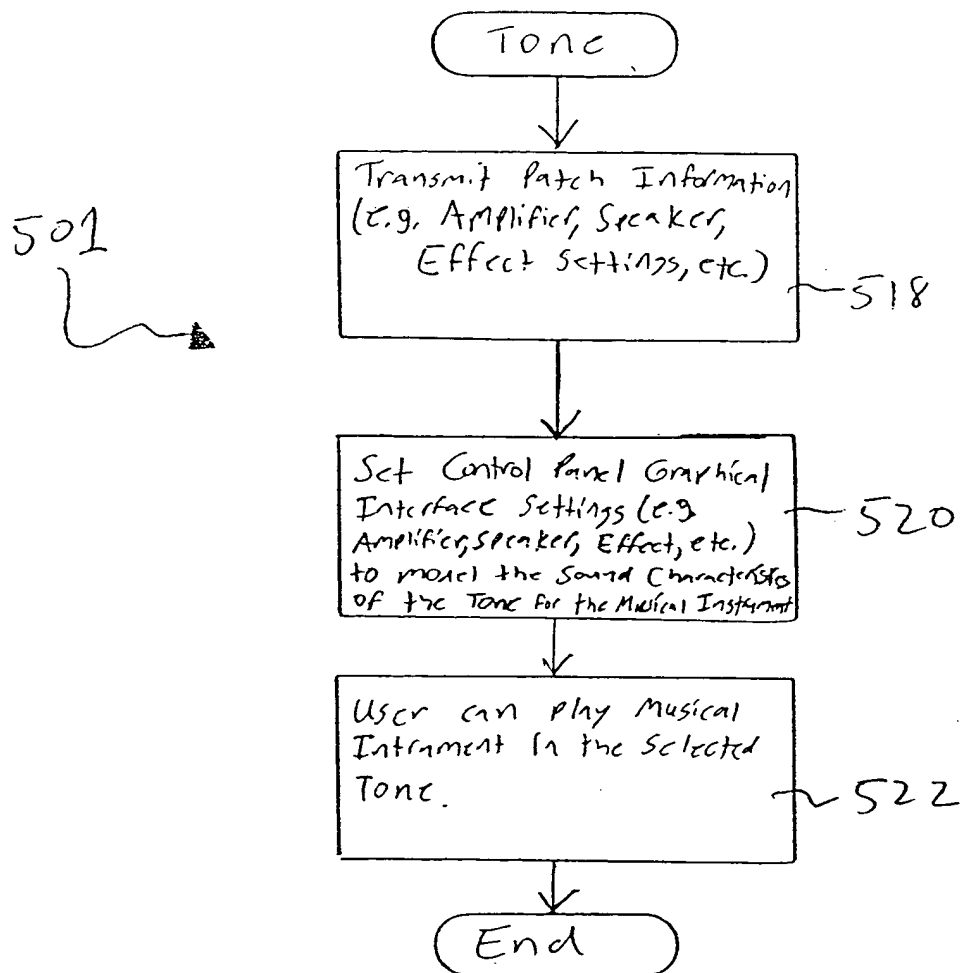 Tone
Transmit Patch Information
(e.g. Amplifier, Speaker,
Effect Settings, etc.)
518
501
Set Control Panel Graphical
Interface Settings (e.g
Amplifier, Speaker, Effect, etc.)
to model the Sound Characteristics
of the Tone for the Musical Instrument
520
User can play Musical
Intrument in the Selected
Tone.
522
End